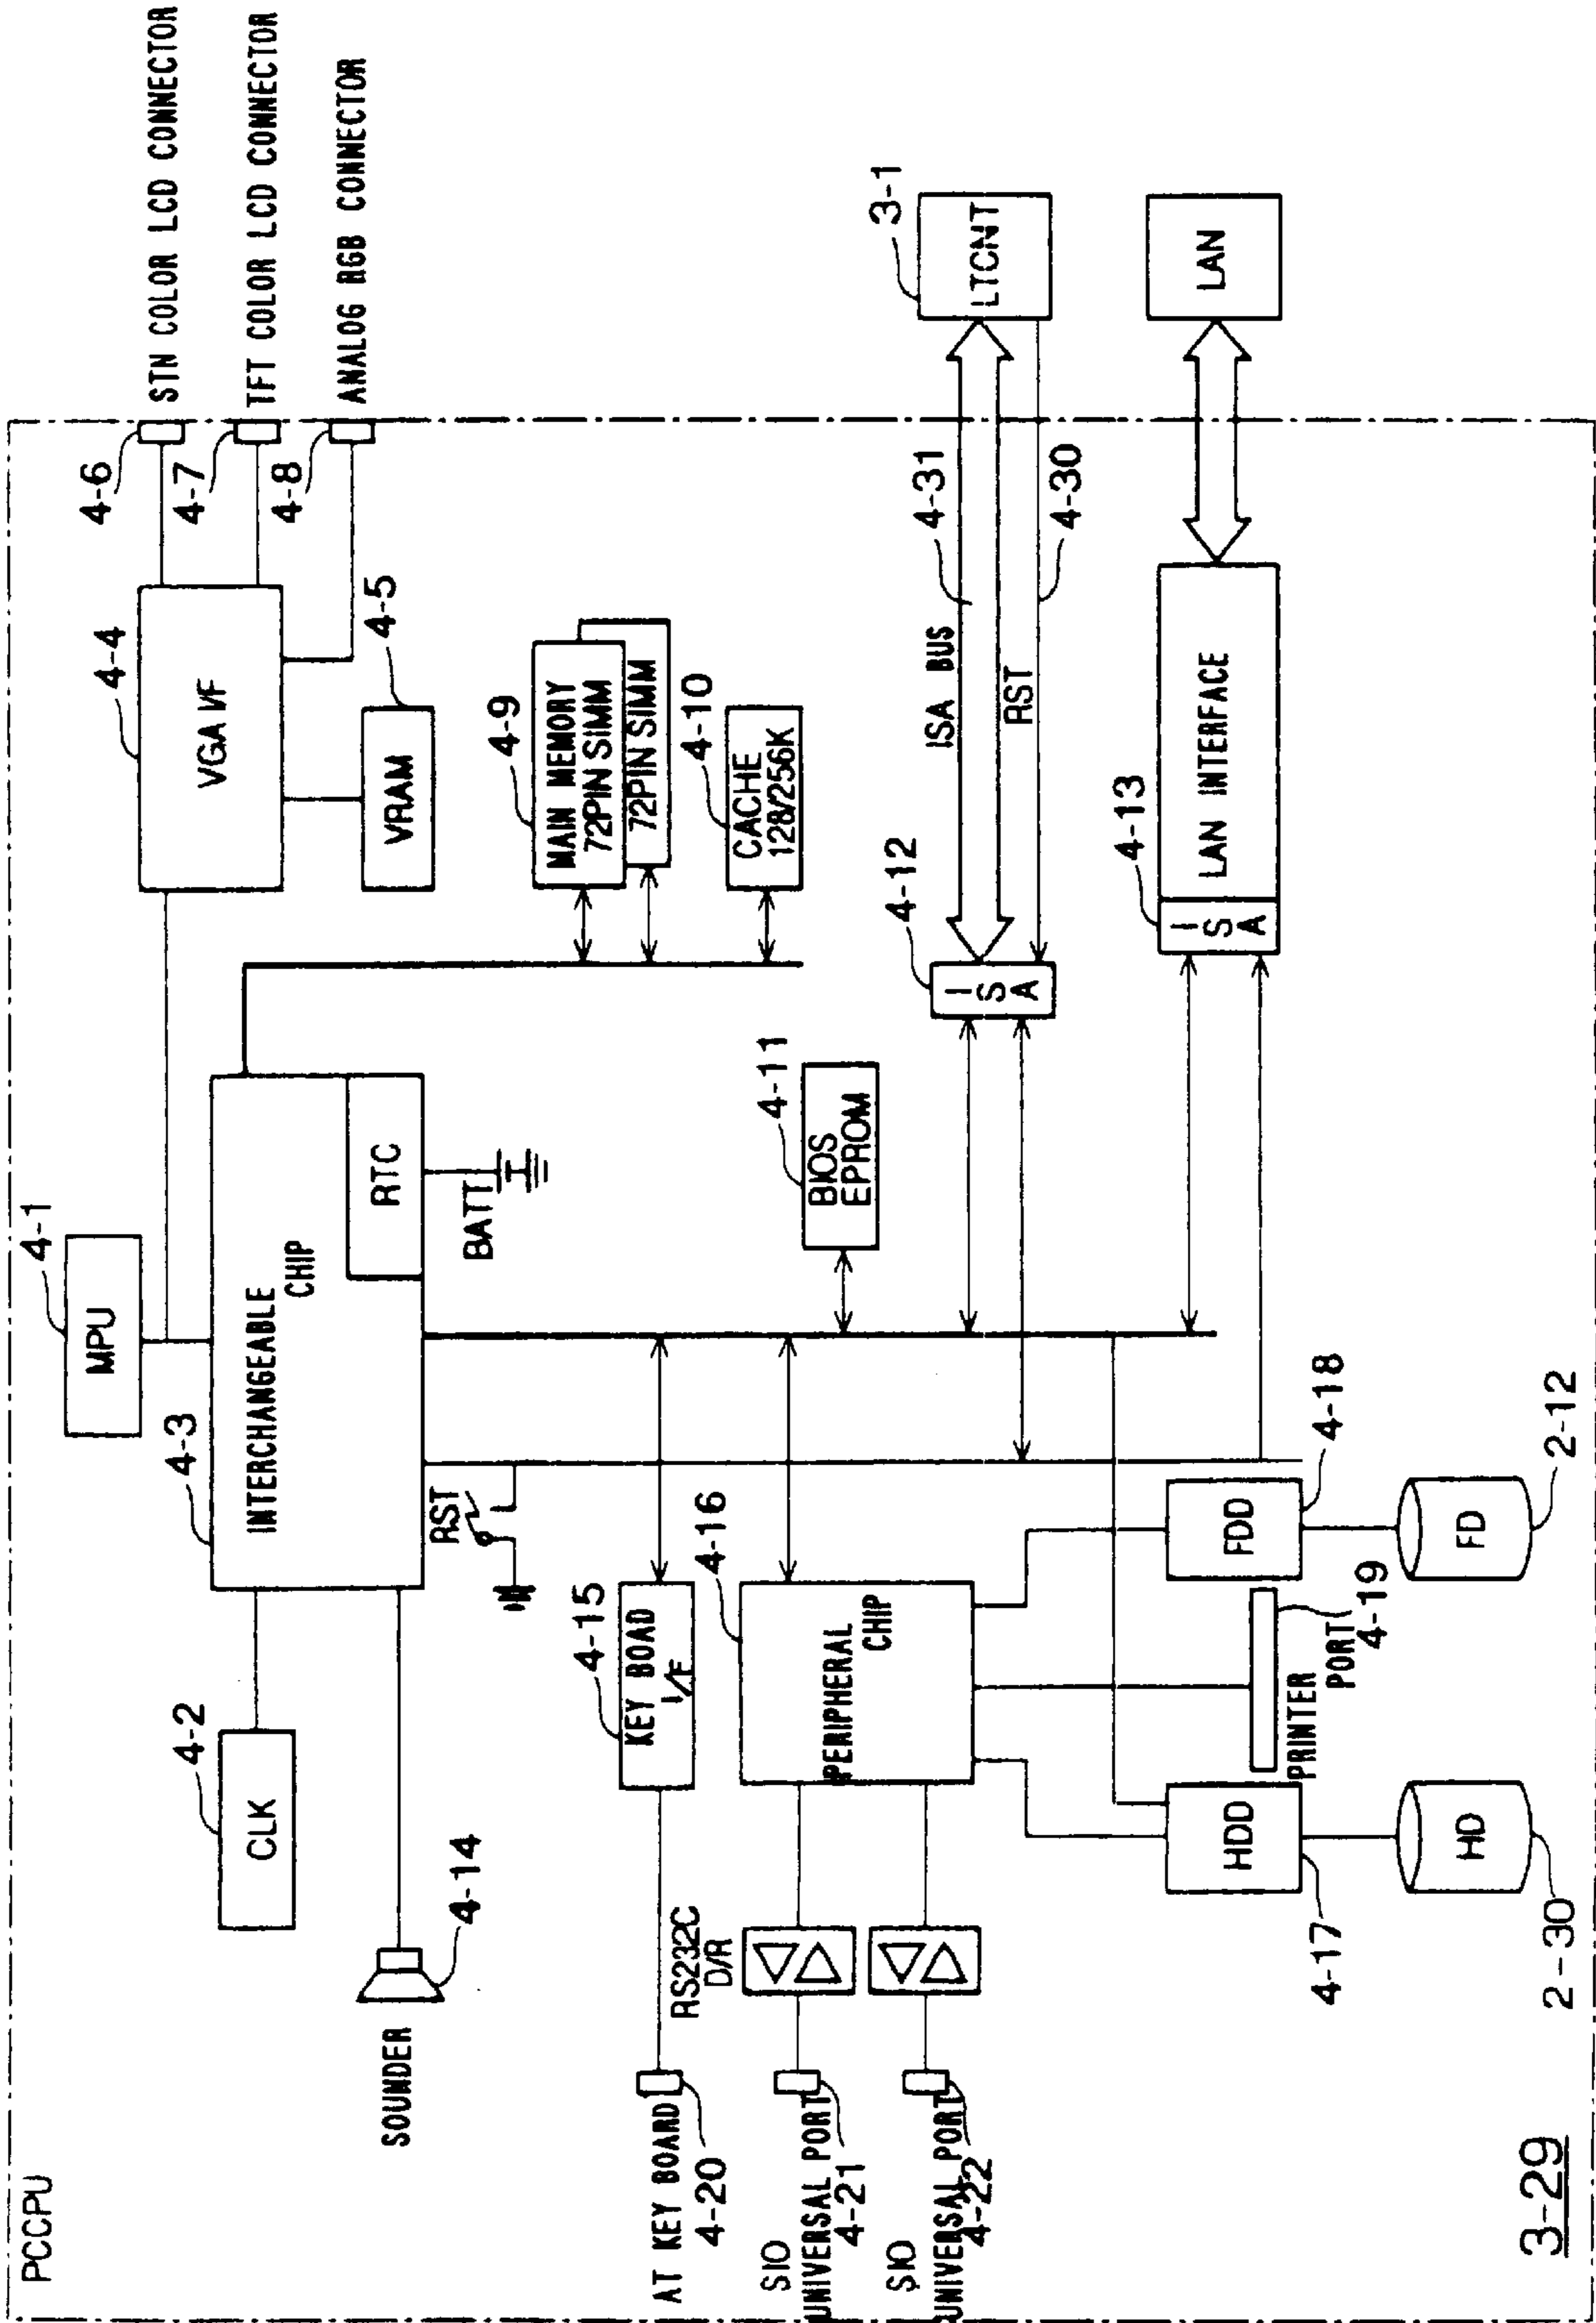 PCCPU
4-6
STN COLOR LCD CONNECTOR
4-7
TFT COLOR LCD CONNECTOR
4-8
ANALOG RGB CONNECTOR
4-1
MPU
4-4
VGA I/F
4-5
VRAM
4-2
CLK
4-3
INTERCHANGEABLE
CHIP
RTC
BATT
RST
SOUNDER
4-14
4-9
MAIN MEMORY
72PIN SIMM
72PIN SIMM
4-10
CACHE
128/256K
4-11
BIOS
EPROM
AT KEY BOARD
4-20
4-15
KEY BOAD
I/F
RS232C
D/R
SIO
UNIVERSAL PORT
4-21
SIO
UNIVERSAL PORT
4-22
4-16
PERIPHERAL
CHIP
4-12
ISA
ISA BUS
4-31
RST
4-30
3-1
LTCNT
4-13
ISA
LAN INTERFACE
LAN
HDD
4-17
PRINTER
PORT
4-19
FDD
4-18
HD
2-30
FD
2-12
3-29